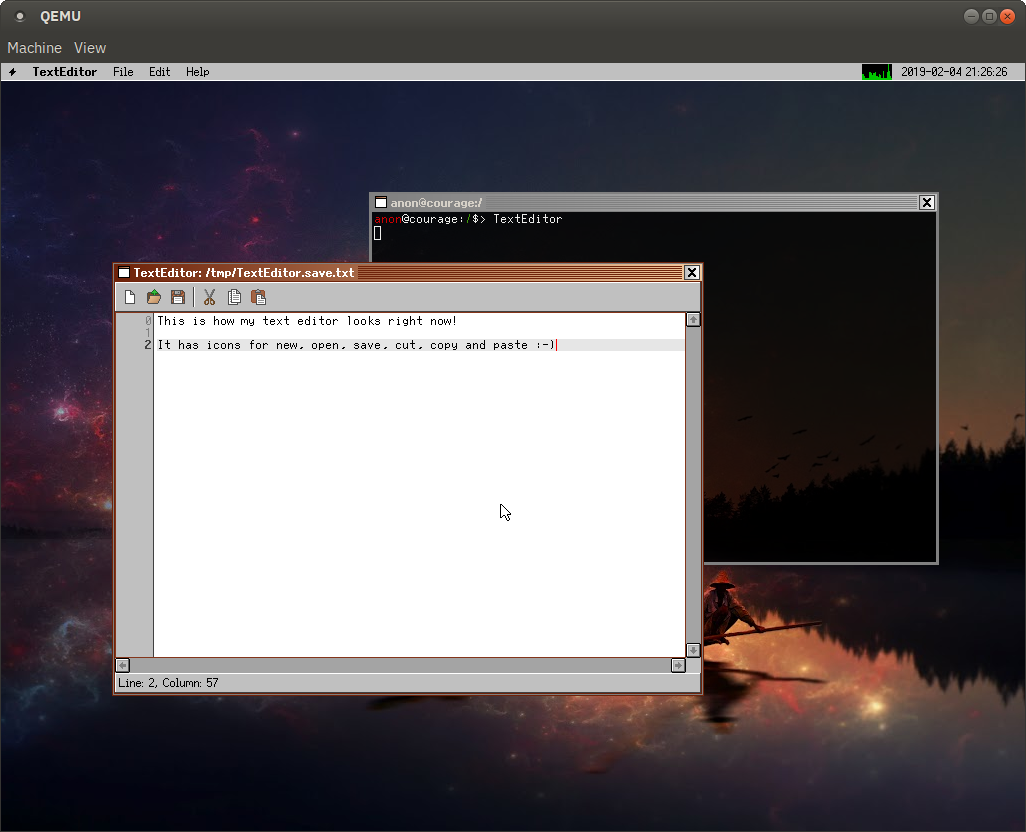 QEMU
Machine View
TextEditor File Edit Help 2019-02-04 21:26:26
anon@courage:/
anon@courage:/$> TextEditor
TextEditor: /tmp/TextEditor.save.txt
0 This is how my text editor looks right now!
1
2 It has icons for new, open, save, cut, copy and paste :-)
Line: 2, Column: 57